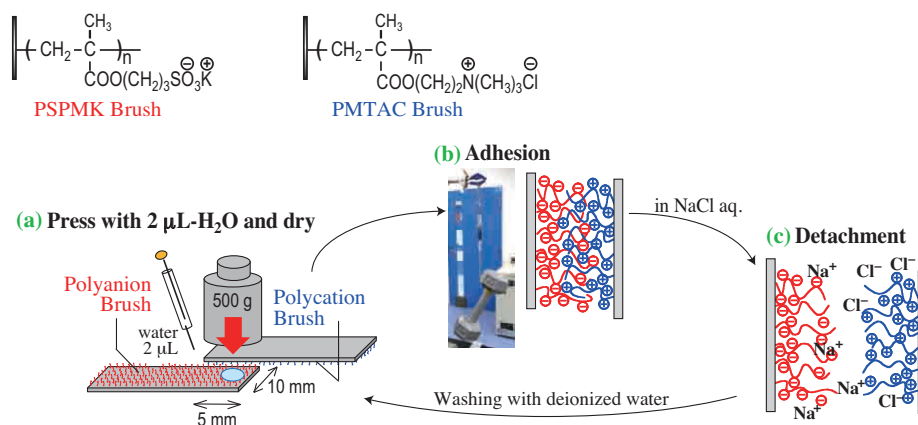 CH₃
( CH₂-C )n
COO(CH₂)₃SO₃K
⊖ ⊕
PSPMK Brush
CH₃
( CH₂-C )n
COO(CH₂)₂N(CH₃)₃Cl
⊕ ⊖
PMTAC Brush
(a) Press with 2 µL-H₂O and dry
Polyanion
Brush
water
2 µL
500 g
Polycation
Brush
10 mm
5 mm
(b) Adhesion
in NaCl aq.
(c) Detachment
Na⁺
Cl⁻
Cl⁻
Cl⁻
Na⁺
Na⁺
Cl⁻
Na⁺
Washing with deionized water